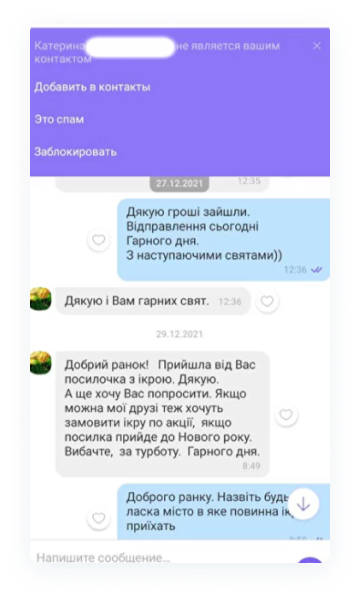 Катерина не является вашим
контактом
Добавить в контакты
Это спам
Заблокировать
27.12.2021
12:35
Дякую гроші зайшли.
Відправлення сьогодні
Гарного дня.
З наступаючими святами))
12:36
Дякую і Вам гарних свят. 12:36
29.12.2021
Добрий ранок! Прийшла від Вас
посилочка з ікрою. Дякую.
А ще хочу Вас попросити. Якщо
можна мої друзі теж хочуть
замовити ікру по акції, якщо
посилка прийде до Нового року.
Вибачте, за турботу. Гарного дня.
8:49
Доброго ранку. Назвіть будь
ласка місто в яке повинна
приїхать
Напишите сообщение...